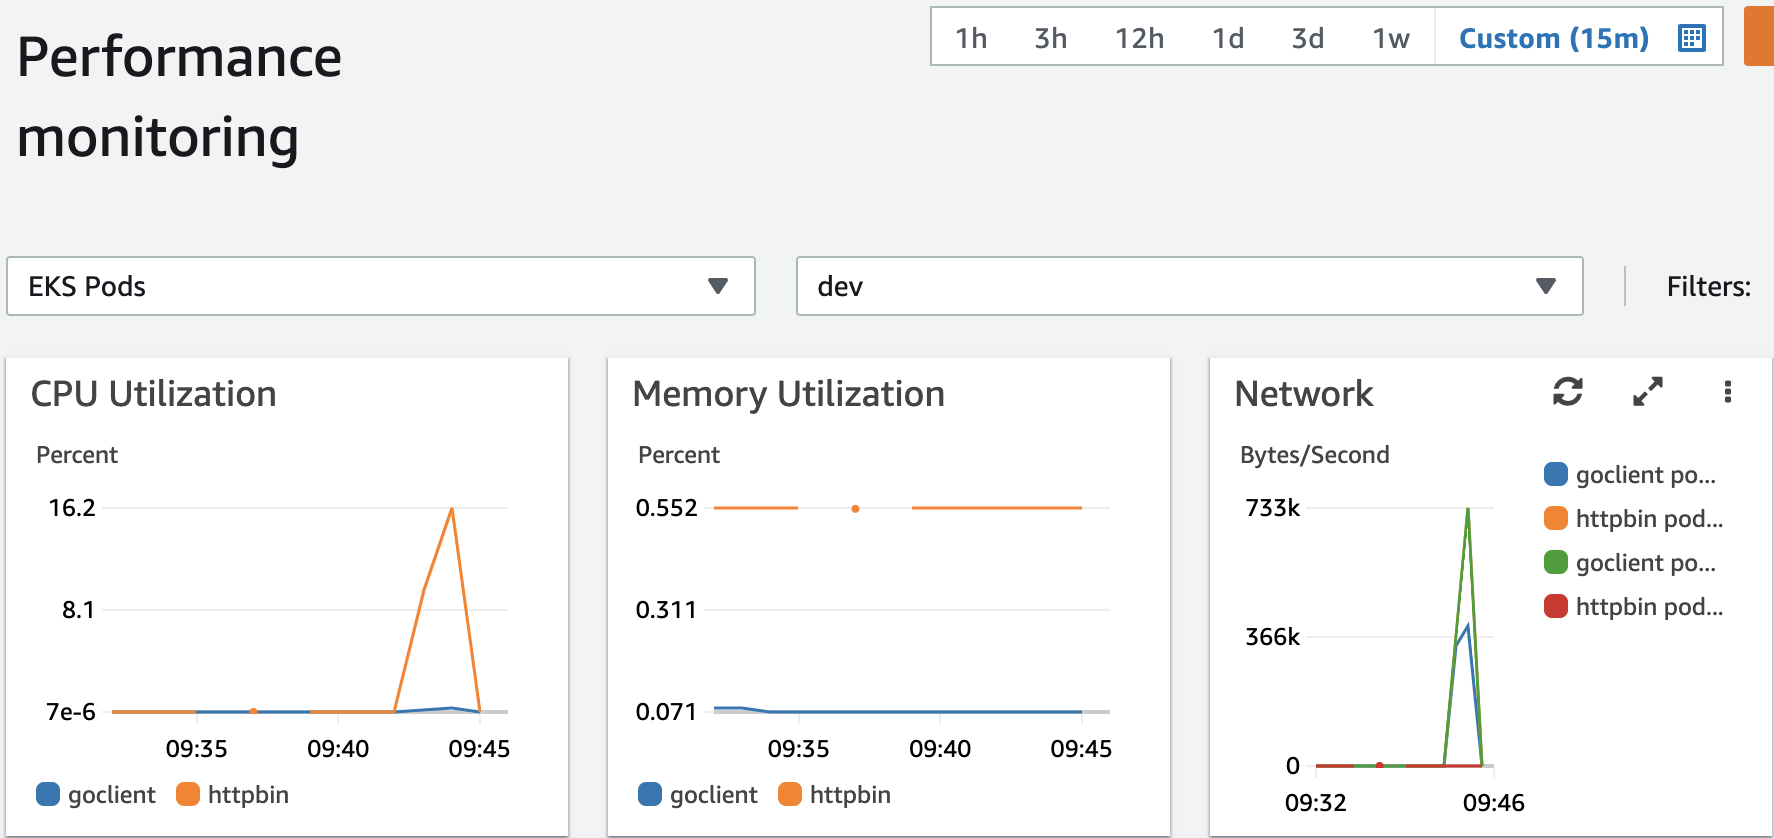 Performance
monitoring
1h 3h 12h 1d 3d 1w Custom (15m)
EKS Pods
dev
Filters:
CPU Utilization
Percent
16.2
8.1
7e-6
09:35 09:40 09:45
goclient httpbin
Memory Utilization
Percent
0.552
0.311
0.071
09:35 09:40 09:45
goclient httpbin
Network
Bytes/Second
733k
366k
0
09:32 09:46
goclient po...
httpbin pod...
goclient po...
httpbin pod...